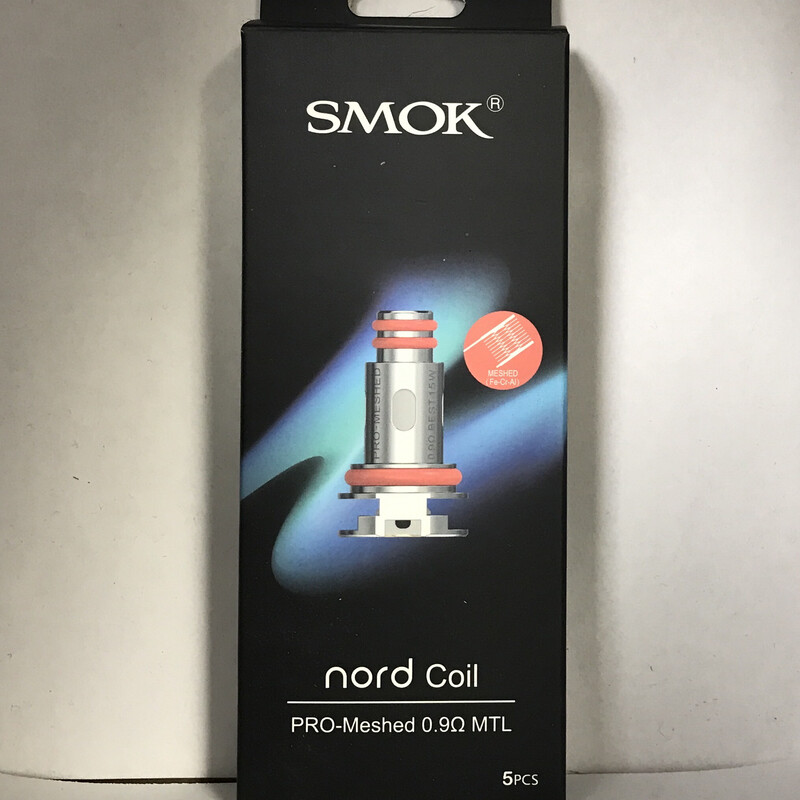 SMOK®
MESHED
(Fe-Cr-Al)
PRO-MESHED
0.9Ω BEST 15W
nord Coil
PRO-Meshed 0.9Ω MTL
5PCS